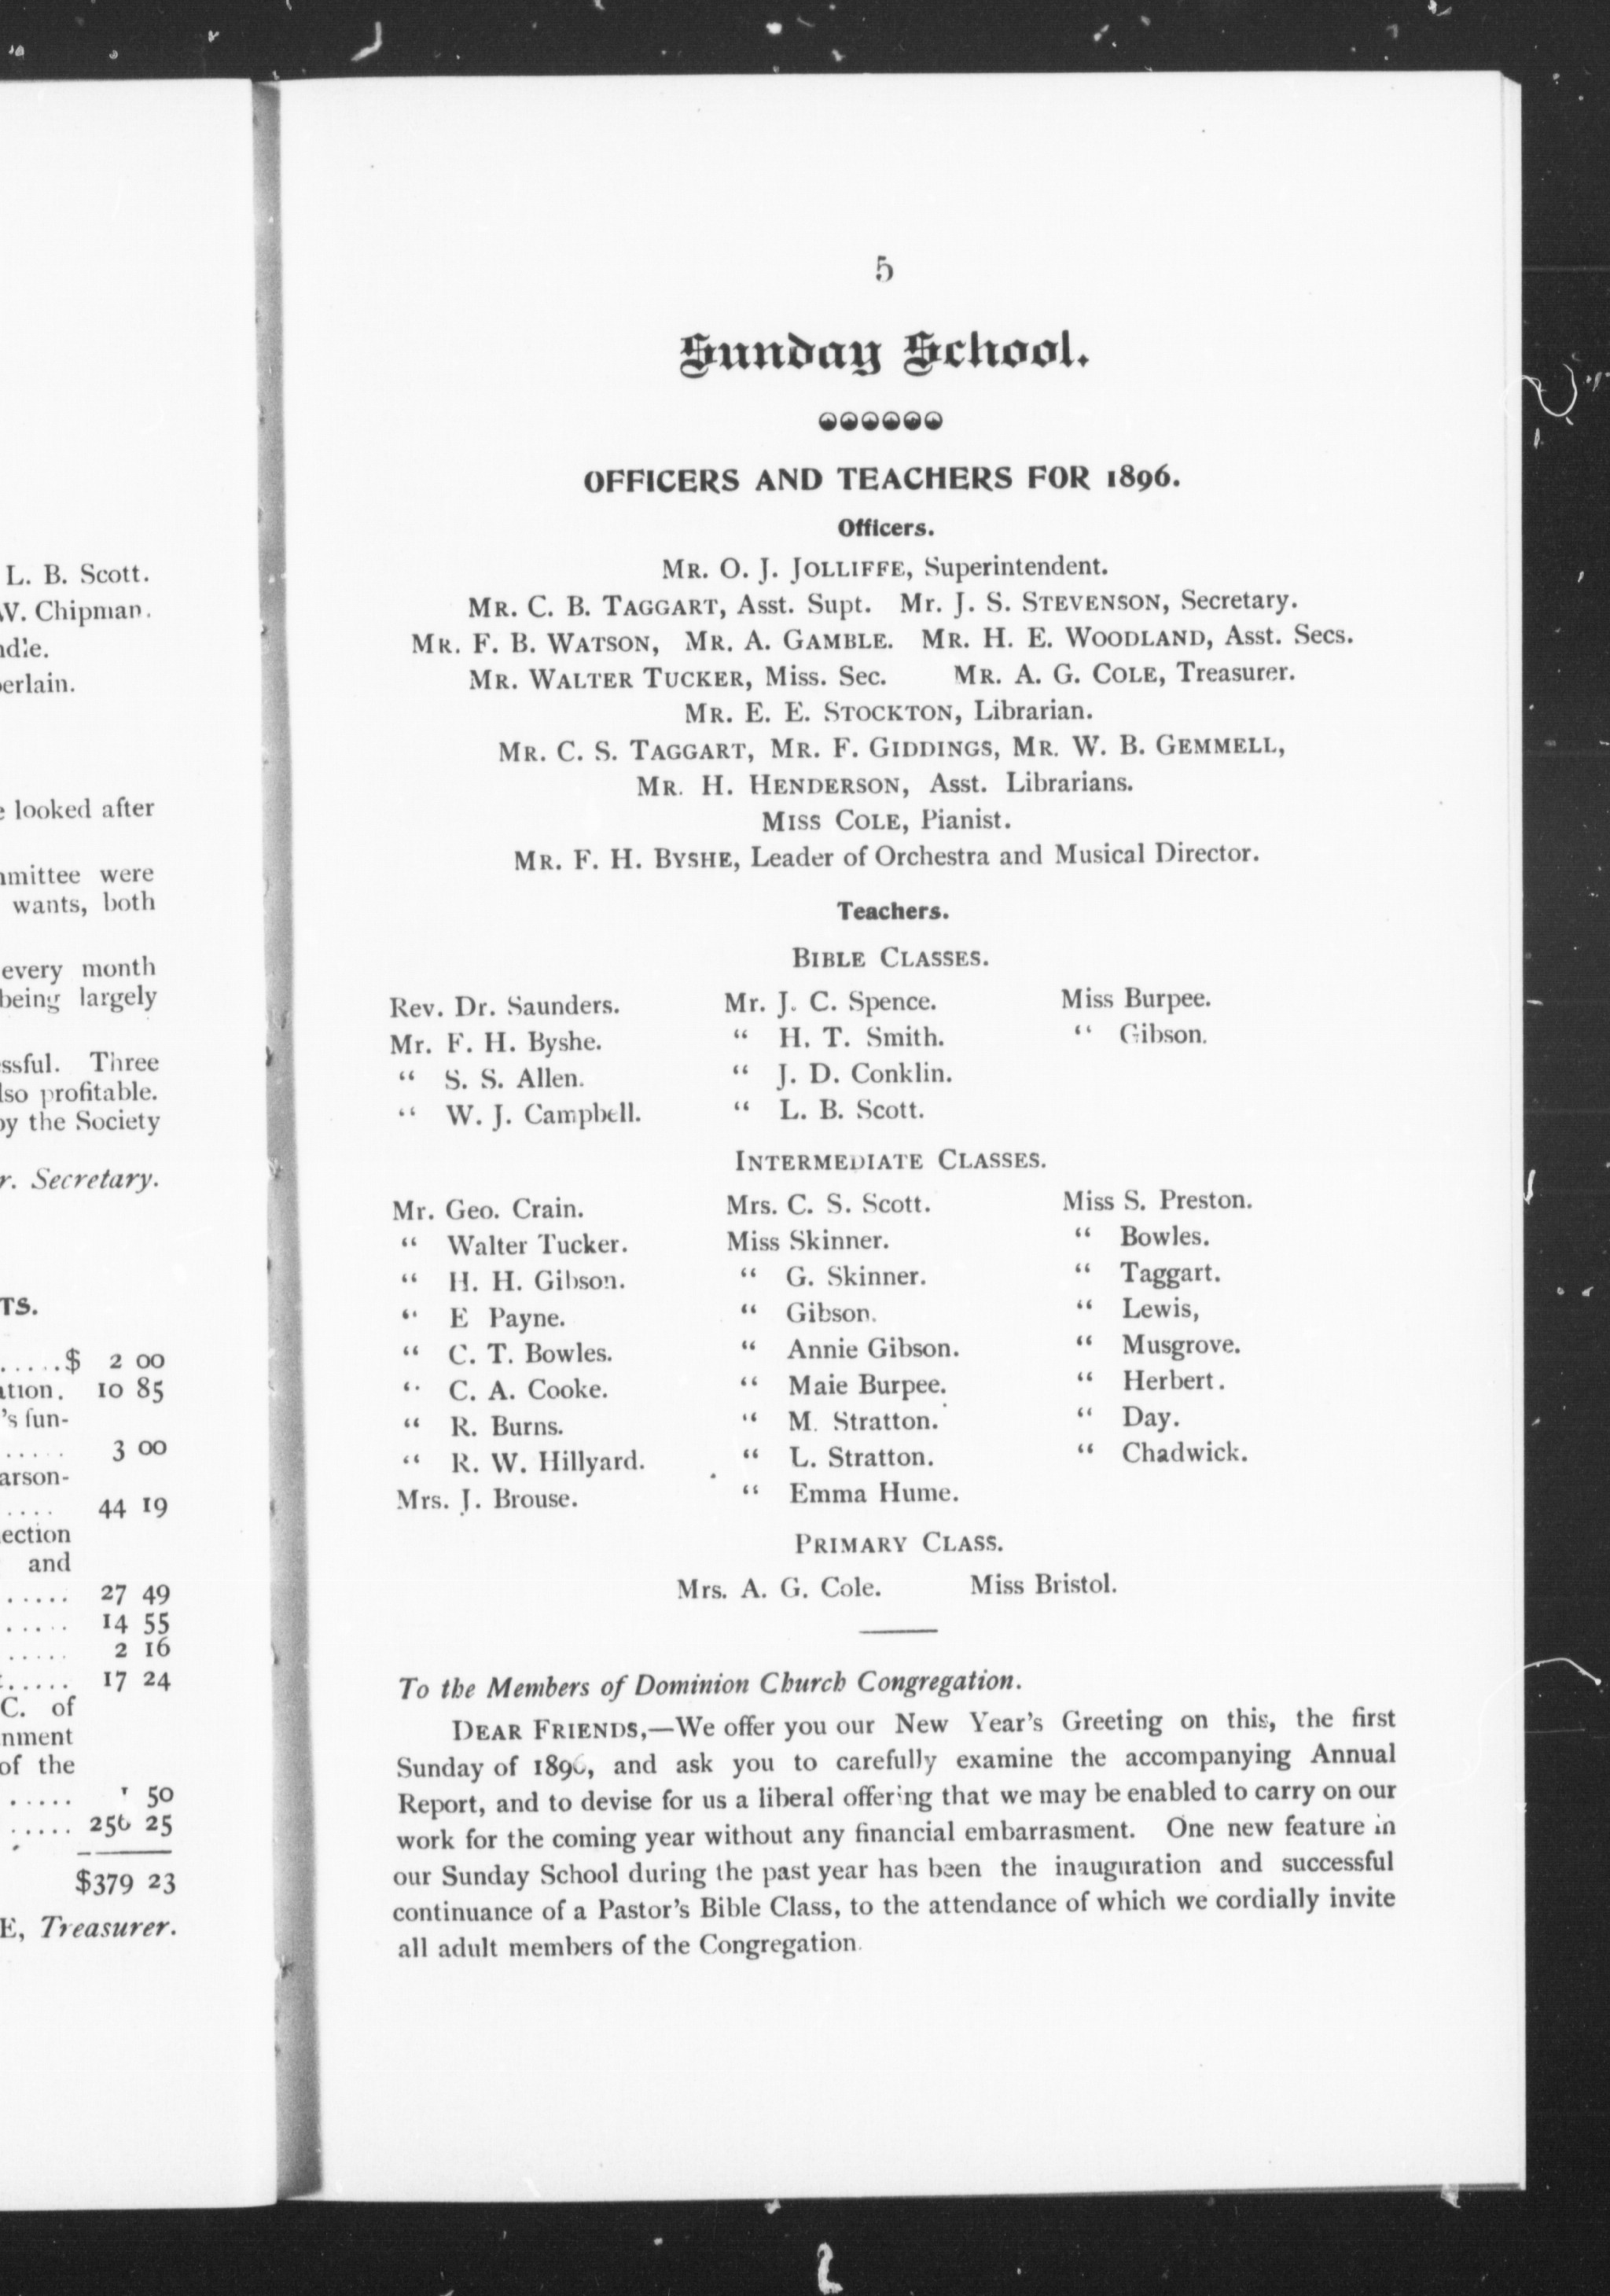 L. B. Scott.
W. Chipman.
looked after
were
wants, both
every month
being largely
Three
profitable.
by the Society
r. Secretary.
TS.
.....$ 2 00
10 85
's fun-
..... 3 00
.... 44 19
and
..... 27 49
..... 14 55
..... 2 16
..... 17 24
C. of
of the
..... 50
..... 256 25
$379 23
E, Treasurer.
5
Sunday School.
OFFICERS AND TEACHERS FOR 1896.
Officers.
MR. O. J. JOLLIFFE, Superintendent.
MR. C. B. TAGGART, Asst. Supt. Mr. J. S. STEVENSON, Secretary.
MR. F. B. WATSON, MR. A. GAMBLE. MR. H. E. WOODLAND, Asst. Secs.
MR. WALTER TUCKER, Miss. Sec. MR. A. G. COLE, Treasurer.
MR. E. E. STOCKTON, Librarian.
MR. C. S. TAGGART, MR. F. GIDDINGS, MR. W. B. GEMMELL,
MR. H. HENDERSON, Asst. Librarians.
MISS COLE, Pianist.
MR. F. H. BYSHE, Leader of Orchestra and Musical Director.
Teachers.
BIBLE CLASSES.
Rev. Dr. Saunders. Mr. J. C. Spence. Miss Burpee.
Mr. F. H. Byshe. " H. T. Smith. " Gibson.
" S. S. Allen. " J. D. Conklin.
" W. J. Campbell. " L. B. Scott.
INTERMEDIATE CLASSES.
Mr. Geo. Crain. Mrs. C. S. Scott. Miss S. Preston.
" Walter Tucker. Miss Skinner. " Bowles.
" H. H. Gibson. " G. Skinner. " Taggart.
" E Payne. " Gibson. " Lewis,
" C. T. Bowles. " Annie Gibson. " Musgrove.
" C. A. Cooke. " Maie Burpee. " Herbert.
" R. Burns. " M. Stratton. " Day.
" R. W. Hillyard. " L. Stratton. " Chadwick.
Mrs. J. Brouse. " Emma Hume.
PRIMARY CLASS.
Mrs. A. G. Cole. Miss Bristol.
To the Members of Dominion Church Congregation.
DEAR FRIENDS,—We offer you our New Year's Greeting on this, the first
Sunday of 1896, and ask you to carefully examine the accompanying Annual
Report, and to devise for us a liberal offering that we may be enabled to carry on our
work for the coming year without any financial embarrasment. One new feature in
our Sunday School during the past year has been the inauguration and successful
continuance of a Pastor's Bible Class, to the attendance of which we cordially invite
all adult members of the Congregation.